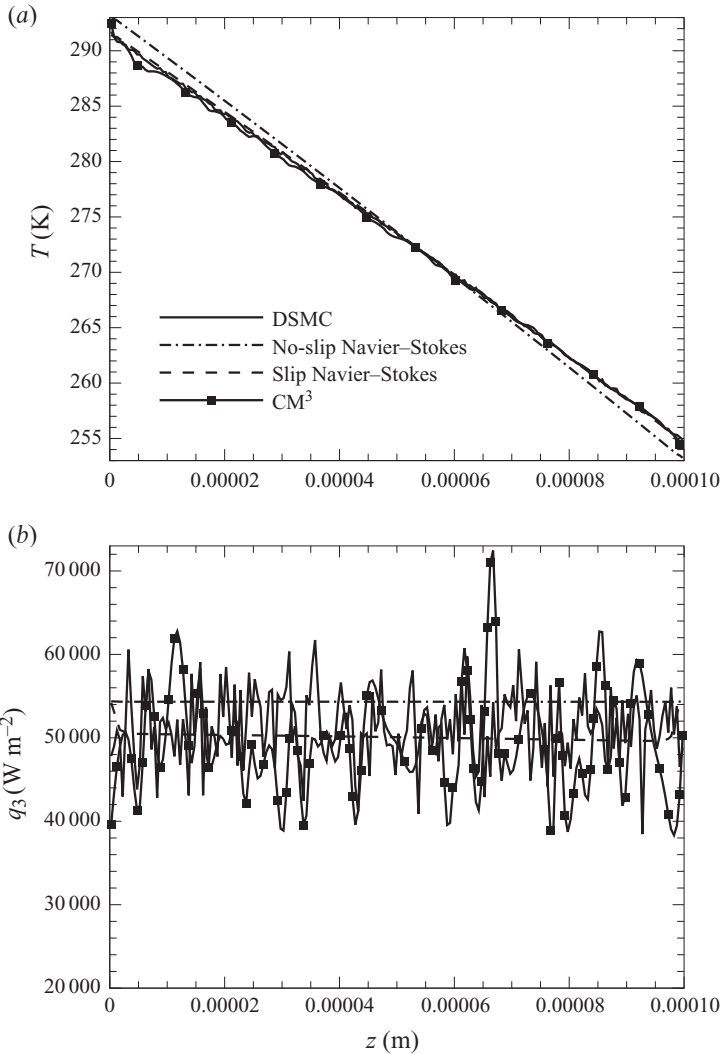 (a)
290
285
280
275
270
265
260
255
T (K)
DSMC
No-slip Navier–Stokes
Slip Navier–Stokes
CM³
0 0.00002 0.00004 0.00006 0.00008 0.00010
(b)
70 000
60 000
50 000
40 000
30 000
20 000
q₃ (W m⁻²)
0 0.00002 0.00004 0.00006 0.00008 0.00010
z (m)